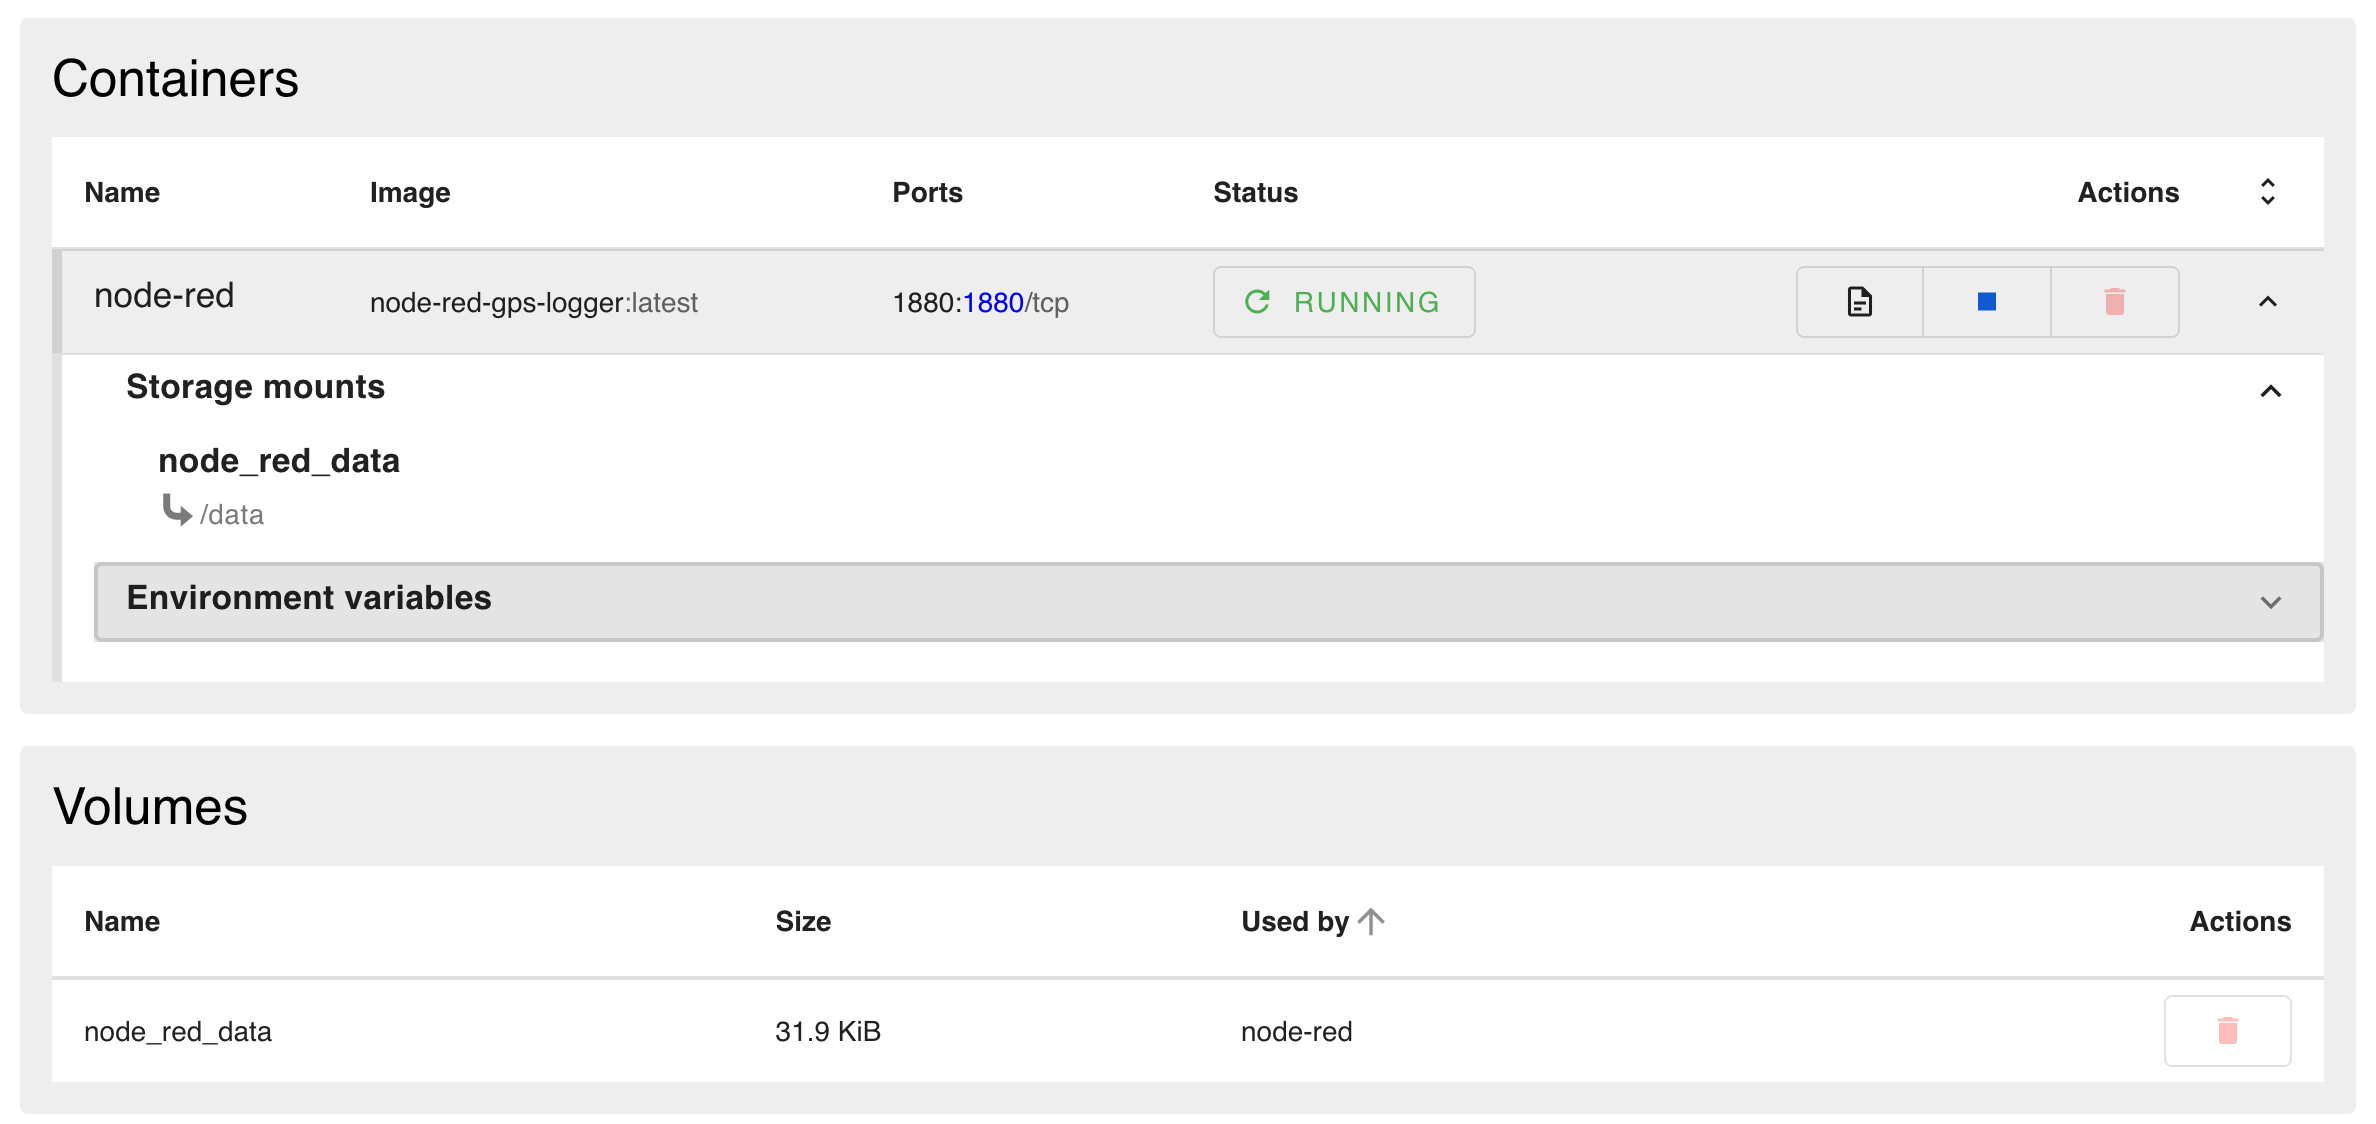 Containers
Name Image Ports Status Actions
node-red node-red-gps-logger:latest 1880:1880/tcp RUNNING
Storage mounts
node_red_data
/data
Environment variables
Volumes
Name Size Used by Actions
node_red_data 31.9 KiB node-red